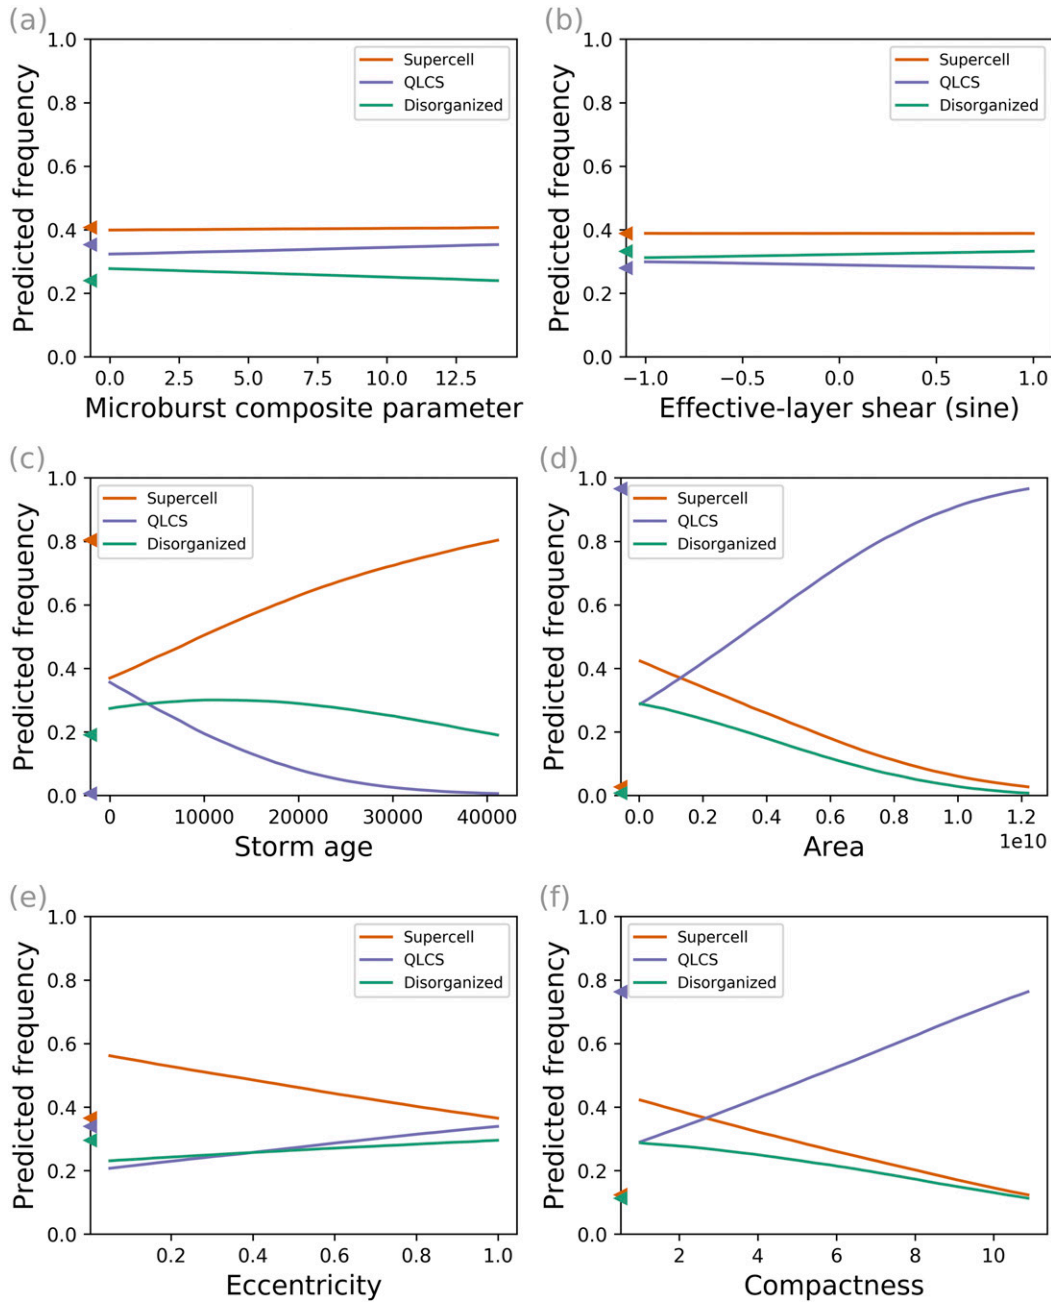 (a)
1.0
0.8
0.6
0.4
0.2
0.0
Predicted frequency
Supercell
QLCS
Disorganized
0.0 2.5 5.0 7.5 10.0 12.5
Microburst composite parameter
(b)
1.0
0.8
0.6
0.4
0.2
0.0
Predicted frequency
Supercell
QLCS
Disorganized
−1.0 −0.5 0.0 0.5 1.0
Effective-layer shear (sine)
(c)
1.0
0.8
0.6
0.4
0.2
0.0
Predicted frequency
Supercell
QLCS
Disorganized
0 10000 20000 30000 40000
Storm age
(d)
1.0
0.8
0.6
0.4
0.2
0.0
Predicted frequency
Supercell
QLCS
Disorganized
0.0 0.2 0.4 0.6 0.8 1.0 1.2
1e10
Area
(e)
1.0
0.8
0.6
0.4
0.2
0.0
Predicted frequency
Supercell
QLCS
Disorganized
0.2 0.4 0.6 0.8 1.0
Eccentricity
(f)
1.0
0.8
0.6
0.4
0.2
0.0
Predicted frequency
Supercell
QLCS
Disorganized
2 4 6 8 10
Compactness